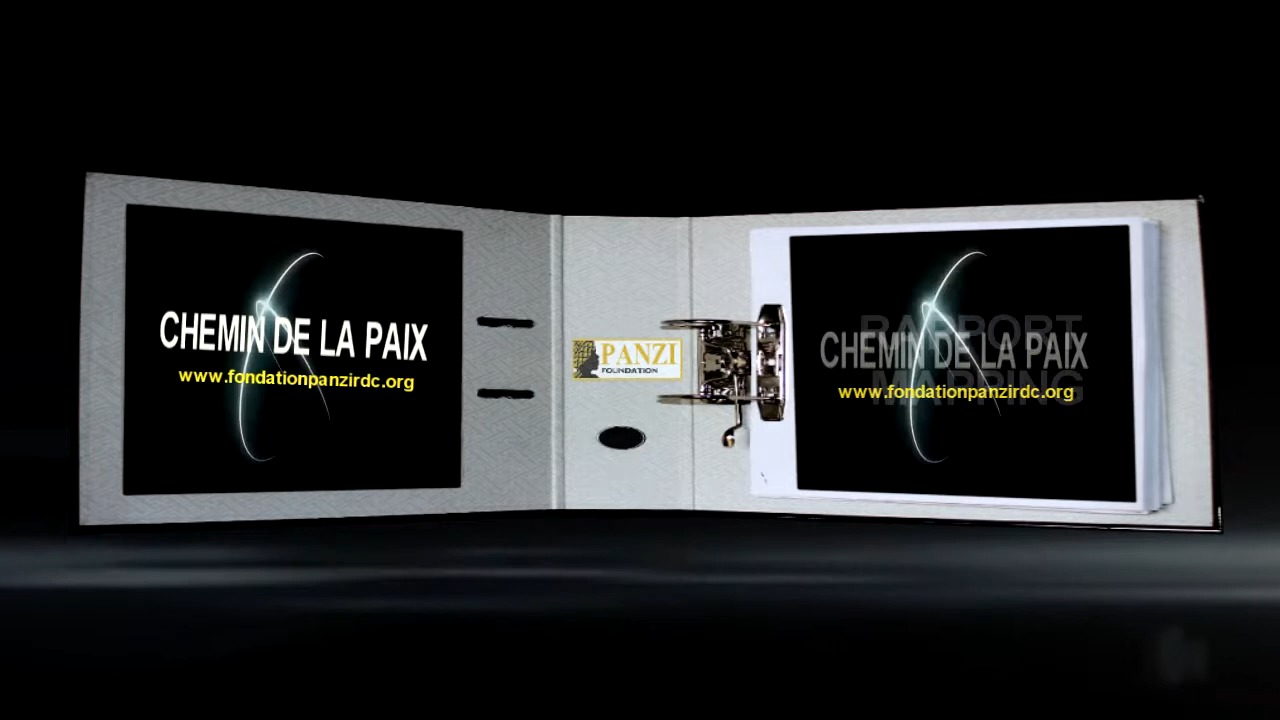 CHEMIN DE LA PAIX
www.fondationpanzirdc.org
PANZI
FOUNDATION
RAPPORT
CHEMIN DE LA PAIX
MAPPING
www.fondationpanzirdc.org